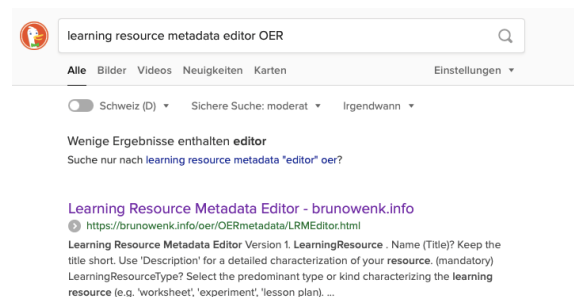 learning resource metadata editor OER
Alle Bilder Videos Neuigkeiten Karten Einstellungen
Schweiz (D) Sichere Suche: moderat Irgendwann
Wenige Ergebnisse enthalten editor
Suche nur nach learning resource metadata "editor" oer?
Learning Resource Metadata Editor - brunowenk.info
https://brunowenk.info/oer/OERmetadata/LRMEditor.html
Learning Resource Metadata Editor Version 1. LearningResource . Name (Title)? Keep the
title short. Use 'Description' for a detailed characterization of your resource. (mandatory)
LearningResourceType? Select the predominant type or kind characterizing the learning
resource (e.g. 'worksheet', 'experiment', 'lesson plan). ...